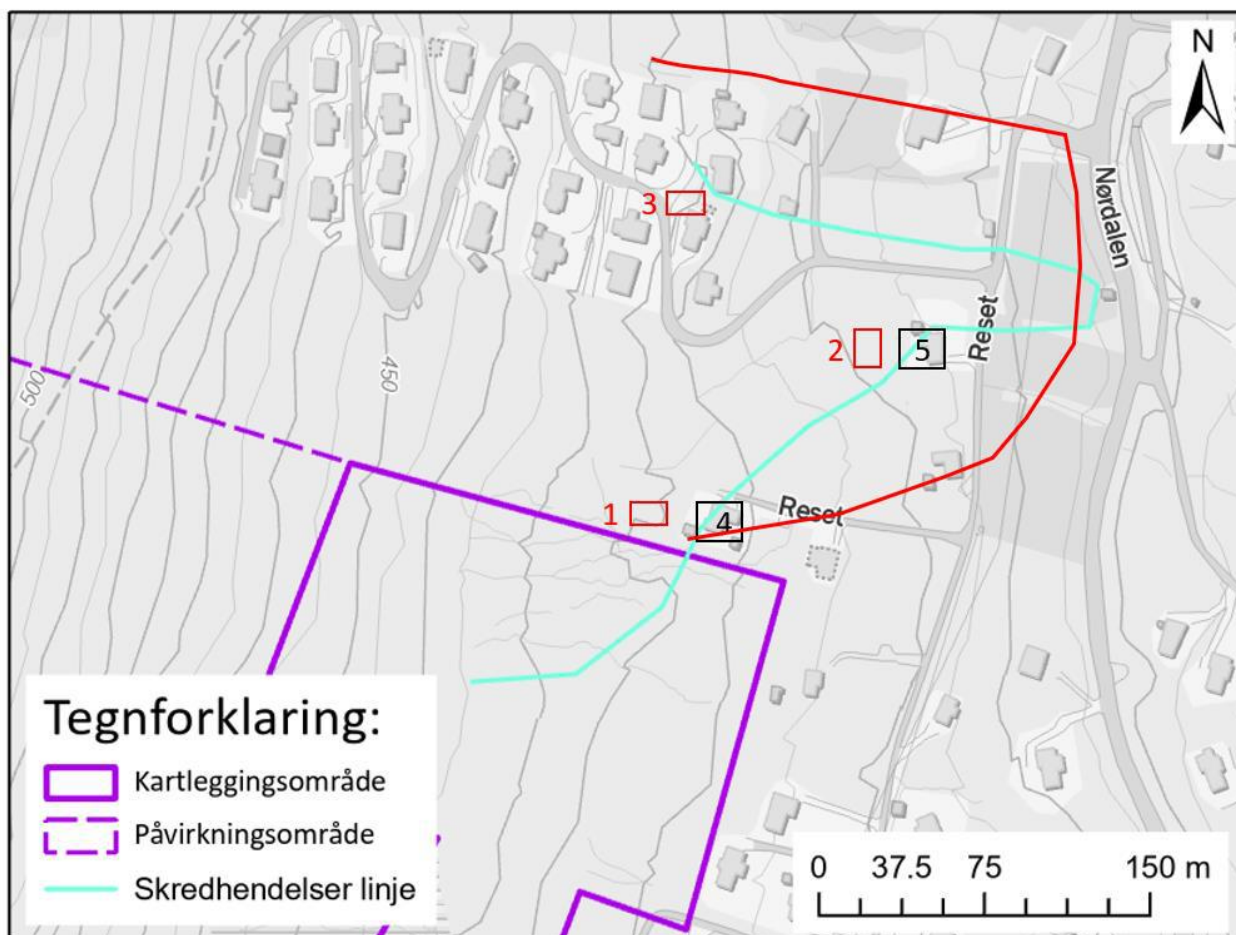 N
Nørdalen
3
Reset
2
5
450
500
1
4
Reset
Tegnforklaring:
Kartleggingsområde
Påvirkningsområde
Skredhendelser linje
0 37.5 75 150 m